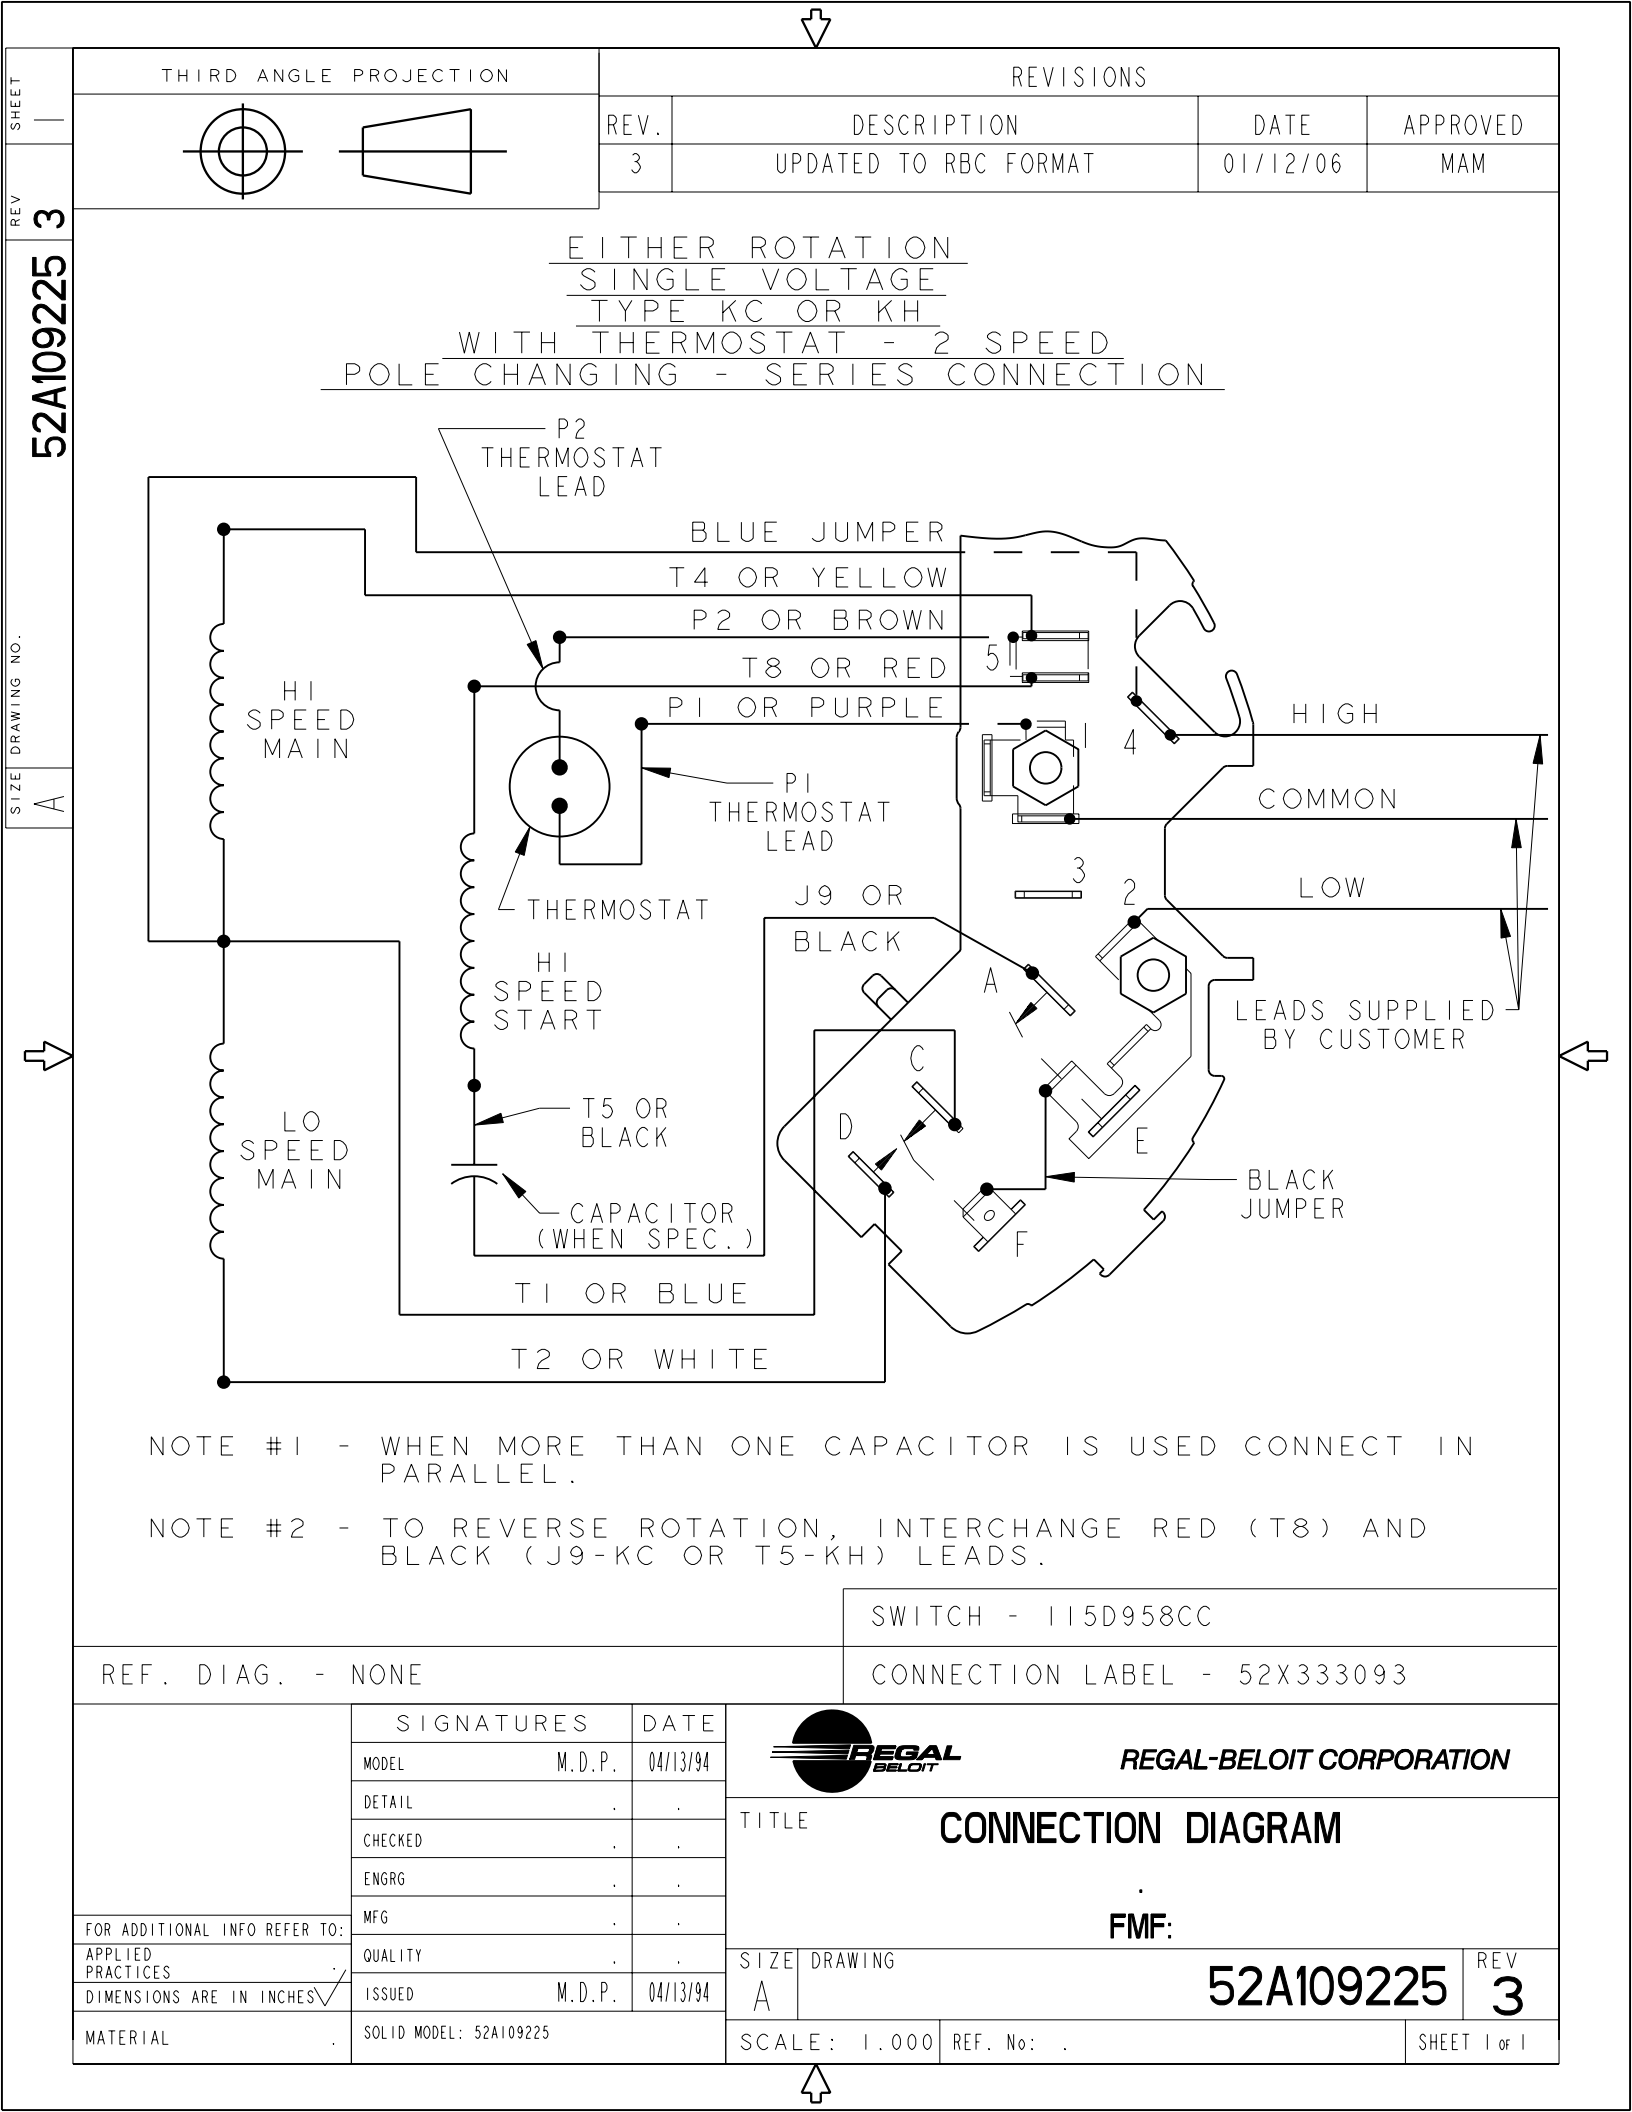 THIRD ANGLE PROJECTION
REVISIONS
REV. DESCRIPTION DATE APPROVED
3 UPDATED TO RBC FORMAT 01/12/06 MAM
SHEET 1
REV 3
52A109225
DRAWING NO.
SIZE A
EITHER ROTATION
SINGLE VOLTAGE
TYPE KC OR KH
WITH THERMOSTAT - 2 SPEED
POLE CHANGING - SERIES CONNECTION
P2
THERMOSTAT
LEAD
BLUE JUMPER
T4 OR YELLOW
P2 OR BROWN
5
T8 OR RED
P1 OR PURPLE
HI
SPEED
MAIN
1
4
HIGH
P1
THERMOSTAT
LEAD
COMMON
3
2
LOW
THERMOSTAT
J9 OR
BLACK
HI
SPEED
START
A
LEADS SUPPLIED
BY CUSTOMER
C
T5 OR
BLACK
D
E
LO
SPEED
MAIN
BLACK
JUMPER
CAPACITOR
(WHEN SPEC.)
F
T1 OR BLUE
T2 OR WHITE
NOTE #1 - WHEN MORE THAN ONE CAPACITOR IS USED CONNECT IN
PARALLEL.
NOTE #2 - TO REVERSE ROTATION, INTERCHANGE RED (T8) AND
BLACK (J9-KC OR T5-KH) LEADS.
SWITCH - 115D958CC
REF. DIAG. - NONE
CONNECTION LABEL - 52X333093
SIGNATURES DATE
MODEL M.D.P. 04/13/94
DETAIL . .
CHECKED . .
ENGRG . .
MFG . .
QUALITY . .
ISSUED M.D.P. 04/13/94
SOLID MODEL: 52A109225
FOR ADDITIONAL INFO REFER TO:
APPLIED
PRACTICES .
DIMENSIONS ARE IN INCHES
MATERIAL .
REGAL
BELOIT
REGAL-BELOIT CORPORATION
TITLE
CONNECTION DIAGRAM
.
FMF:
SIZE DRAWING REV
A 52A109225 3
SCALE: 1.000 REF. No: . SHEET 1 OF 1